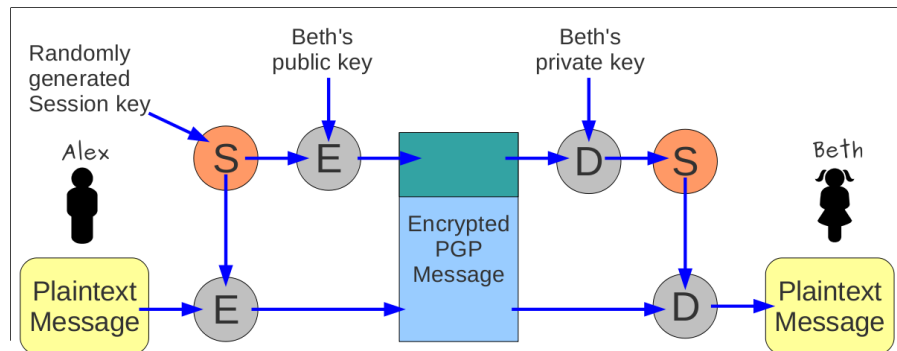 Randomly
generated
Session key
Beth's
public key
Beth's
private key
Alex
S
E
D
S
Beth
Encrypted
PGP
Message
Plaintext
Message
E
D
Plaintext
Message